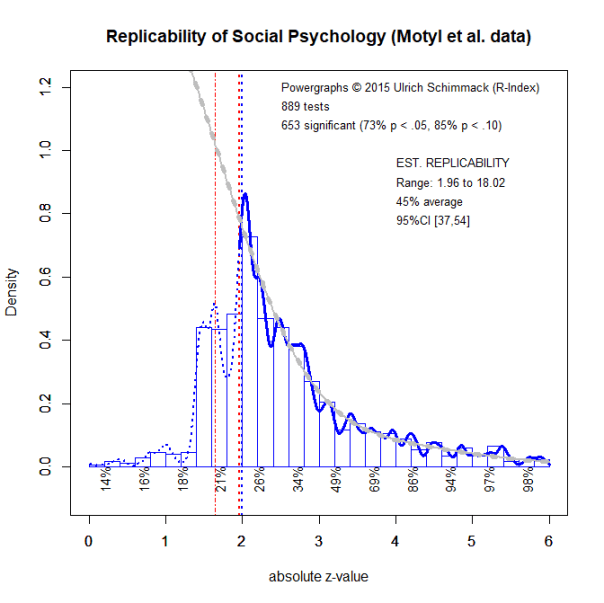 Replicability of Social Psychology (Motyl et al. data)
Powergraphs © 2015 Ulrich Schimmack (R-Index)
889 tests
653 significant (73% p < .05, 85% p < .10)
EST. REPLICABILITY
Range: 1.96 to 18.02
45% average
95%CI [37,54]
Density
1.2
1.0
0.8
0.6
0.4
0.2
0.0
14% 16% 18% 21% 26% 34% 49% 69% 86% 94% 97% 98%
0 1 2 3 4 5 6
absolute z-value